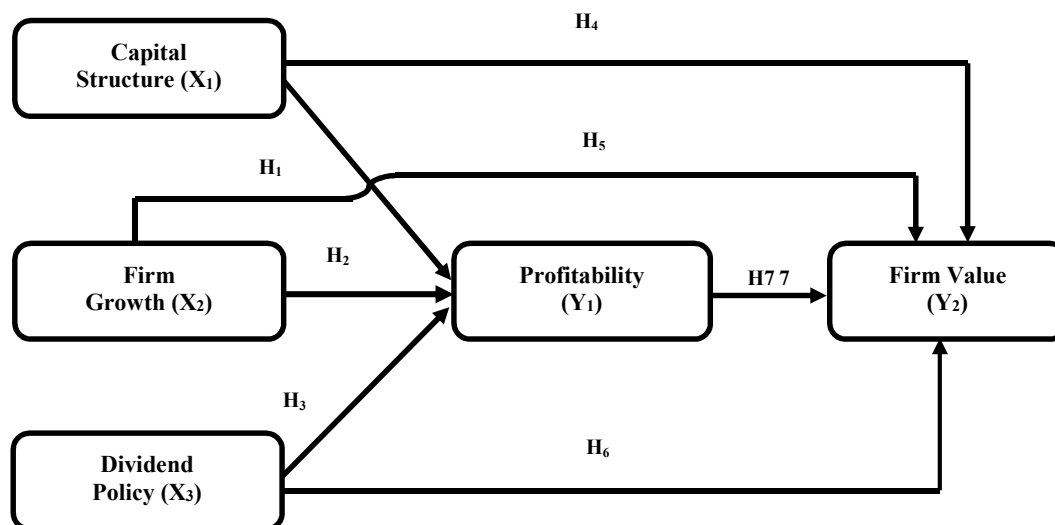 H₄
Capital
Structure (X₁)
H₅
H₁
H₂
Firm
Growth (X₂)
Profitability
(Y₁)
H7 7
Firm Value
(Y₂)
H₃
H₆
Dividend
Policy (X₃)